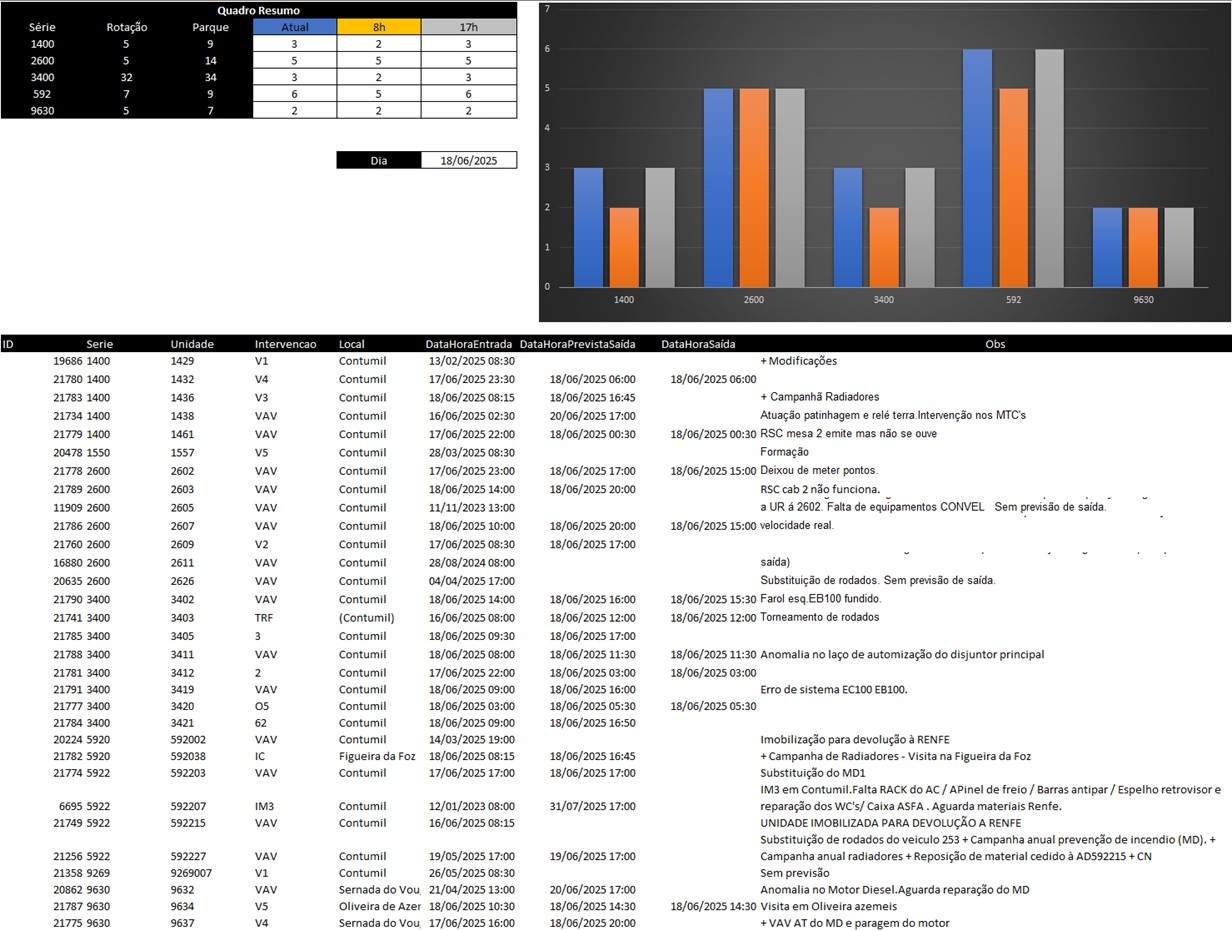 Quadro Resumo
Série Rotação Parque Atual 8h 17h
1400 5 9 3 2 3
2600 5 14 5 5 5
3400 32 34 3 2 3
592 7 9 6 5 6
9630 5 7 2 2 2
Dia 18/06/2025
7
6
5
4
3
2
1
0
1400 2600 3400 592 9630
ID Serie Unidade Intervencao Local DataHoraEntrada DataHoraPrevistaSaída DataHoraSaída Obs
19686 1400 1429 V1 Contumil 13/02/2025 08:30 + Modificações
21780 1400 1432 V4 Contumil 17/06/2025 23:30 18/06/2025 06:00 18/06/2025 06:00
21783 1400 1436 V3 Contumil 18/06/2025 08:15 18/06/2025 16:45 + Campanhã Radiadores
21734 1400 1438 VAV Contumil 16/06/2025 02:30 20/06/2025 17:00 Atuação patinhagem e relé terra.Intervenção nos MTC's
21779 1400 1461 VAV Contumil 17/06/2025 22:00 18/06/2025 00:30 18/06/2025 00:30 RSC mesa 2 emite mas não se ouve
20478 1550 1557 V5 Contumil 28/03/2025 08:30 Formação
21778 2600 2602 VAV Contumil 17/06/2025 23:00 18/06/2025 17:00 18/06/2025 15:00 Deixou de meter pontos.
21789 2600 2603 VAV Contumil 18/06/2025 14:00 18/06/2025 20:00 RSC cab 2 não funciona.
11909 2600 2605 VAV Contumil 11/11/2023 13:00 a UR á 2602. Falta de equipamentos CONVEL Sem previsão de saída.
21786 2600 2607 VAV Contumil 18/06/2025 10:00 18/06/2025 20:00 18/06/2025 15:00 velocidade real.
21760 2600 2609 V2 Contumil 17/06/2025 08:30 18/06/2025 17:00
16880 2600 2611 VAV Contumil 28/08/2024 08:00 saída)
20635 2600 2626 VAV Contumil 04/04/2025 17:00 Substituição de rodados. Sem previsão de saída.
21790 3400 3402 VAV Contumil 18/06/2025 14:00 18/06/2025 16:00 18/06/2025 15:30 Farol esq.EB100 fundido.
21741 3400 3403 TRF (Contumil) 16/06/2025 08:00 18/06/2025 12:00 18/06/2025 12:00 Torneamento de rodados
21785 3400 3405 3 Contumil 18/06/2025 09:30 18/06/2025 17:00
21788 3400 3411 VAV Contumil 18/06/2025 08:00 18/06/2025 11:30 18/06/2025 11:30 Anomalia no laço de automização do disjuntor principal
21781 3400 3412 2 Contumil 17/06/2025 22:00 18/06/2025 03:00 18/06/2025 03:00
21791 3400 3419 VAV Contumil 18/06/2025 09:00 18/06/2025 16:00 Erro de sistema EC100 EB100.
21777 3400 3420 O5 Contumil 18/06/2025 03:00 18/06/2025 05:30 18/06/2025 05:30
21784 3400 3421 62 Contumil 18/06/2025 09:00 18/06/2025 16:50
20224 5920 592002 VAV Contumil 14/03/2025 19:00 Imobilização para devolução à RENFE
21782 5920 592038 IC Figueira da Foz 18/06/2025 08:15 18/06/2025 16:45 + Campanha de Radiadores - Visita na Figueira da Foz
21774 5922 592203 VAV Contumil 17/06/2025 17:00 18/06/2025 17:00 Substituição do MD1
IM3 em Contumil.Falta RACK do AC / APinel de freio / Barras antipar / Espelho retrovisor e
6695 5922 592207 IM3 Contumil 12/01/2023 08:00 31/07/2025 17:00 reparação dos WC's/ Caixa ASFA . Aguarda materiais Renfe.
21749 5922 592215 VAV Contumil 16/06/2025 08:15 UNIDADE IMOBILIZADA PARA DEVOLUÇÃO A RENFE
Substituição de rodados do veiculo 253 + Campanha anual prevenção de incendio (MD). +
21256 5922 592227 VAV Contumil 19/05/2025 17:00 19/06/2025 17:00 Campanha anual radiadores + Reposição de material cedido à AD592215 + CN
21358 9269 9269007 V1 Contumil 26/05/2025 08:30 Sem previsão
20862 9630 9632 VAV Sernada do Vou 21/04/2025 13:00 20/06/2025 17:00 Anomalia no Motor Diesel.Aguarda reparação do MD
21787 9630 9634 V5 Oliveira de Azer 18/06/2025 10:30 18/06/2025 14:30 18/06/2025 14:30 Visita em Oliveira azemeis
21775 9630 9637 V4 Sernada do Vou 17/06/2025 16:00 18/06/2025 20:00 + VAV AT do MD e paragem do motor